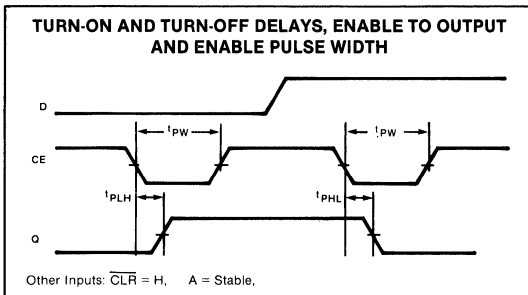 TURN-ON AND TURN-OFF DELAYS, ENABLE TO OUTPUT
AND ENABLE PULSE WIDTH
D
tPW
tPW
CE
tPLH
tPHL
Q
Other Inputs: C̅L̅R̅ = H, A = Stable,